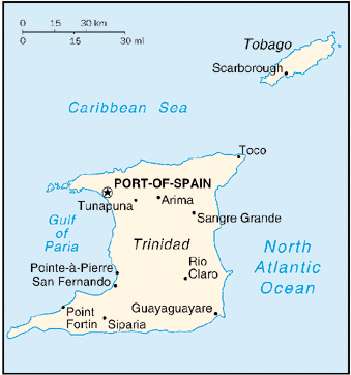 0 15 30 km
0 15 30 mi
Tobago
Scarborough
Caribbean Sea
Toco
PORT-OF-SPAIN
Tunapuna
Arima
Sangre Grande
Gulf
of
Paria
Trinidad
North
Atlantic
Ocean
Pointe-à-Pierre
San Fernando
Rio
Claro
Point
Fortin
Siparia
Guayaguayare